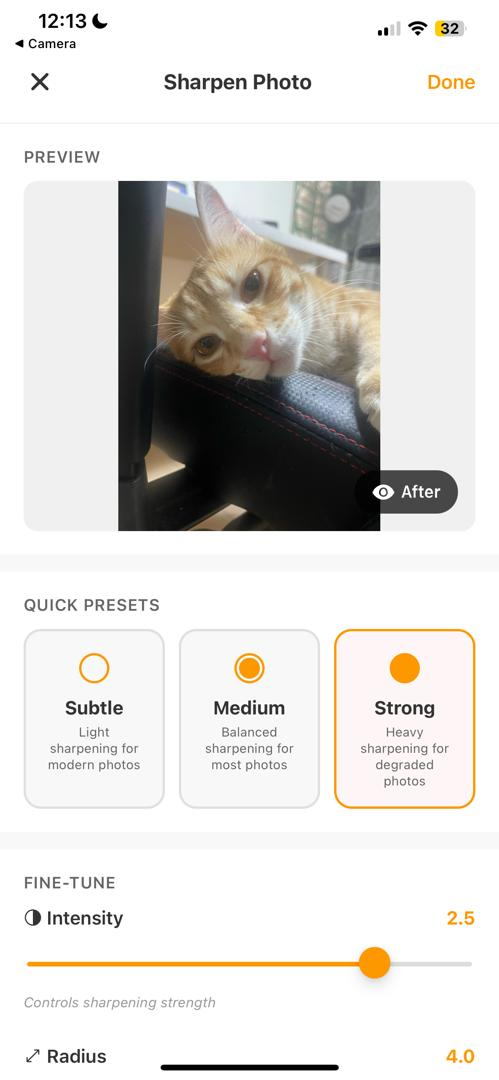 12:13
◀ Camera
32
Sharpen Photo
Done
PREVIEW
After
QUICK PRESETS
Subtle
Light
sharpening for
modern photos
Medium
Balanced
sharpening for
most photos
Strong
Heavy
sharpening for
degraded
photos
FINE-TUNE
Intensity
2.5
Controls sharpening strength
Radius
4.0